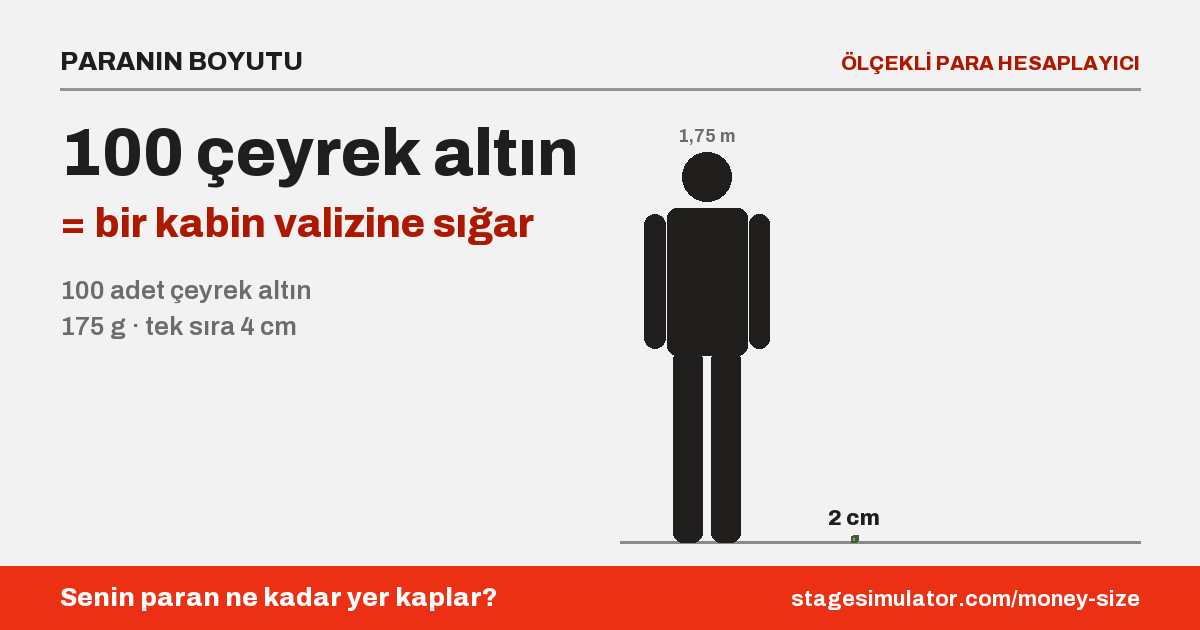 PARANIN BOYUTU
ÖLÇEKLİ PARA HESAPLAYICI
100 çeyrek altın
= bir kabin valizine sığar
100 adet çeyrek altın
175 g · tek sıra 4 cm
1,75 m
2 cm
Senin paran ne kadar yer kaplar?
stagesimulator.com/money-size